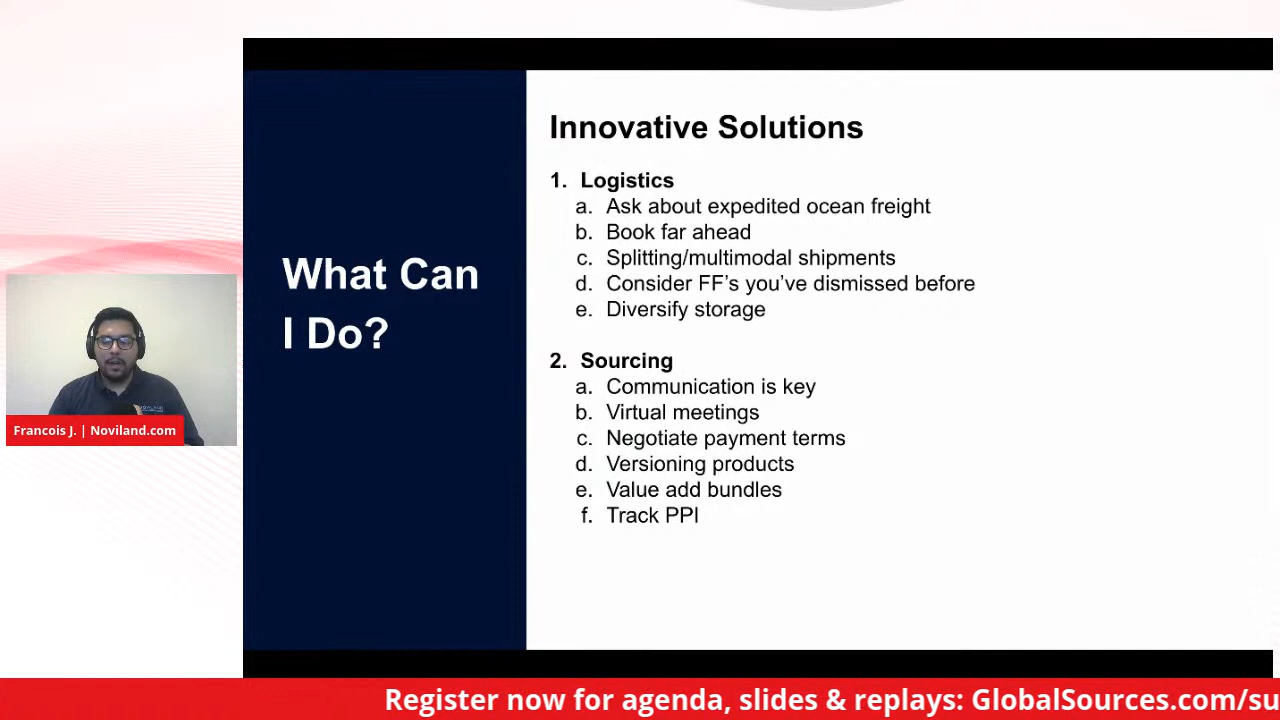 What Can
I Do?
Innovative Solutions
1. Logistics
a. Ask about expedited ocean freight
b. Book far ahead
c. Splitting/multimodal shipments
d. Consider FF's you've dismissed before
e. Diversify storage
2. Sourcing
a. Communication is key
b. Virtual meetings
c. Negotiate payment terms
d. Versioning products
e. Value add bundles
f. Track PPI
Francois J. | Noviland.com
Register now for agenda, slides & replays: GlobalSources.com/su